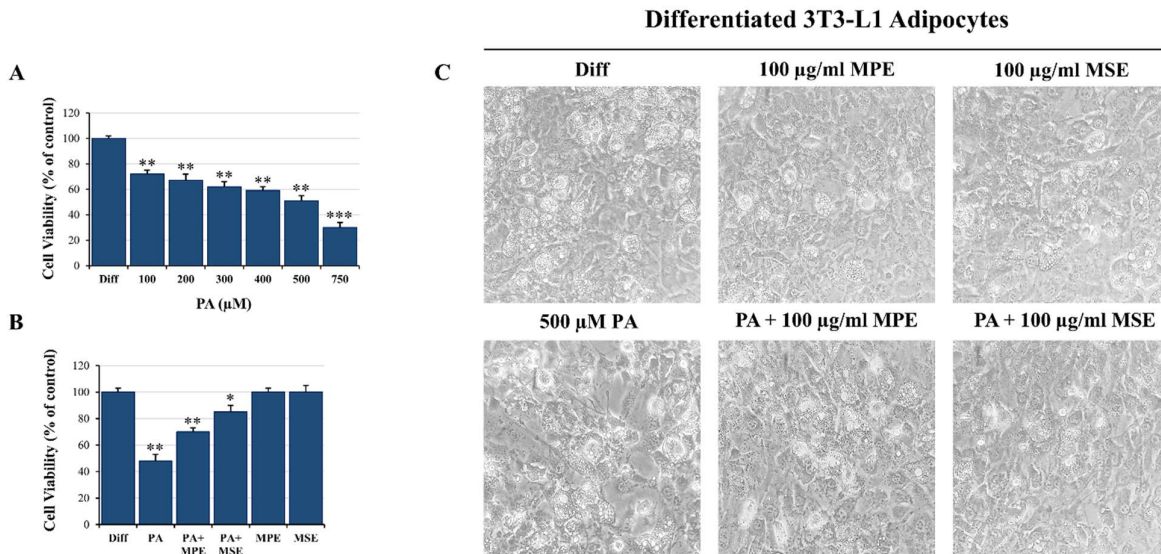 Differentiated 3T3-L1 Adipocytes
A
Cell Viability (% of control)
120
100
80
60
40
20
0
** ** ** ** ** ***
Diff 100 200 300 400 500 750
PA (µM)
B
Cell Viability (% of control)
120
100
80
60
40
20
0
** ** *
Diff PA PA+ PA+ MPE MSE
MPE MSE
C
Diff 100 µg/ml MPE 100 µg/ml MSE
500 µM PA PA + 100 µg/ml MPE PA + 100 µg/ml MSE